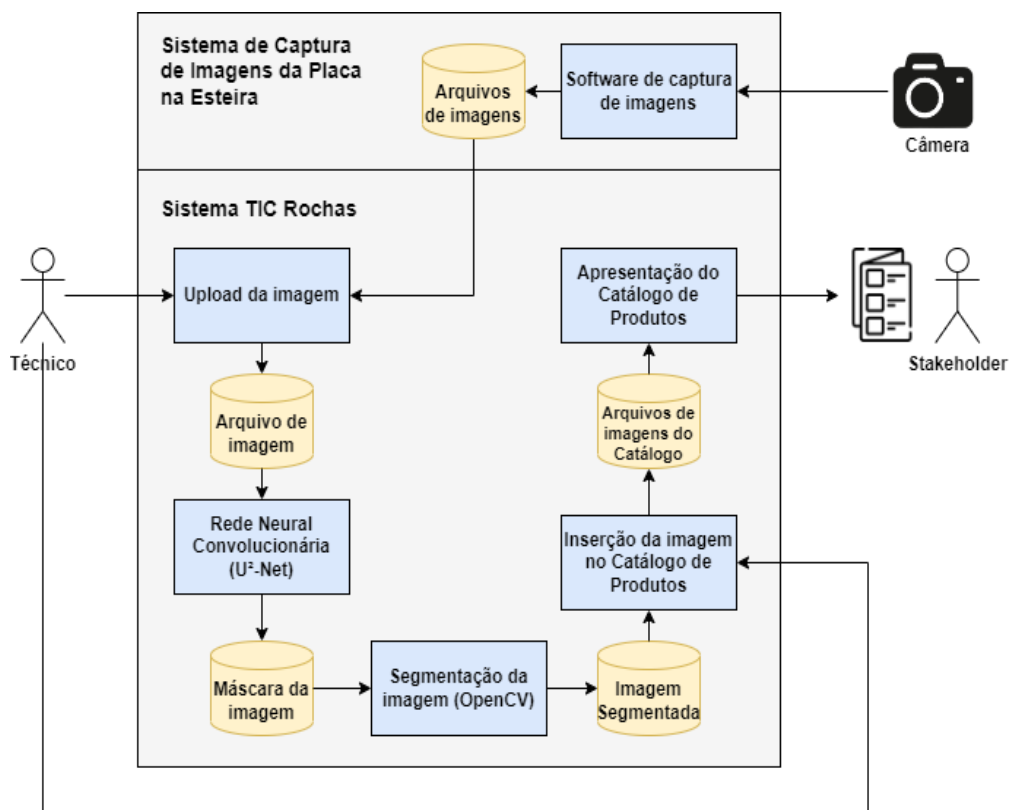 Sistema de Captura
de Imagens da Placa
na Esteira
Arquivos
de imagens
Software de captura
de imagens
Câmera
Sistema TIC Rochas
Técnico
Upload da imagem
Apresentação do
Catálogo de
Produtos
Stakeholder
Arquivo de
imagem
Arquivos de
imagens do
Catálogo
Rede Neural
Convolucionária
(U²-Net)
Inserção da imagem
no Catálogo de
Produtos
Máscara da
imagem
Segmentação da
imagem (OpenCV)
Imagem
Segmentada